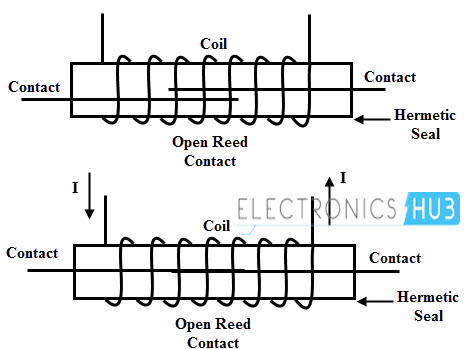 Coil
Contact
Contact
Hermetic
Seal
Open Reed
Contact
I
I
ELECTRONICS HUB
Coil
Contact
Contact
Hermetic
Seal
Open Reed
Contact